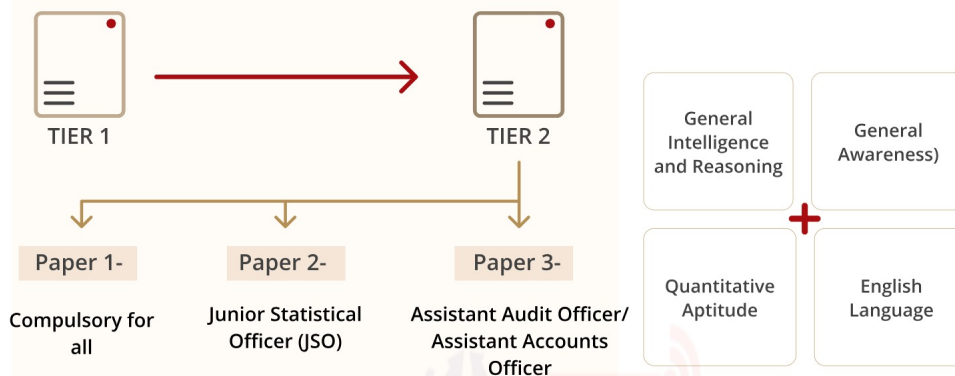 TIER 1
TIER 2
Paper 1-
Compulsory for
all
Paper 2-
Junior Statistical
Officer (JSO)
Paper 3-
Assistant Audit Officer/
Assistant Accounts
Officer
General
Intelligence
and Reasoning
General
Awareness)
Quantitative
Aptitude
English
Language